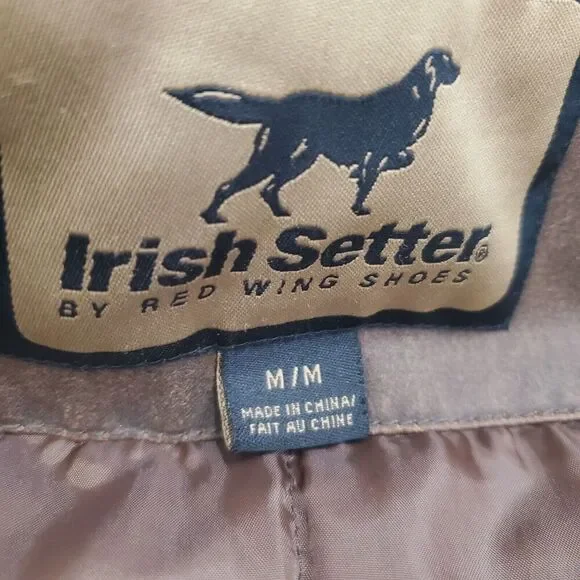 Irish Setter®
BY RED WING SHOES
M/M
MADE IN CHINA/
FAIT AU CHINE